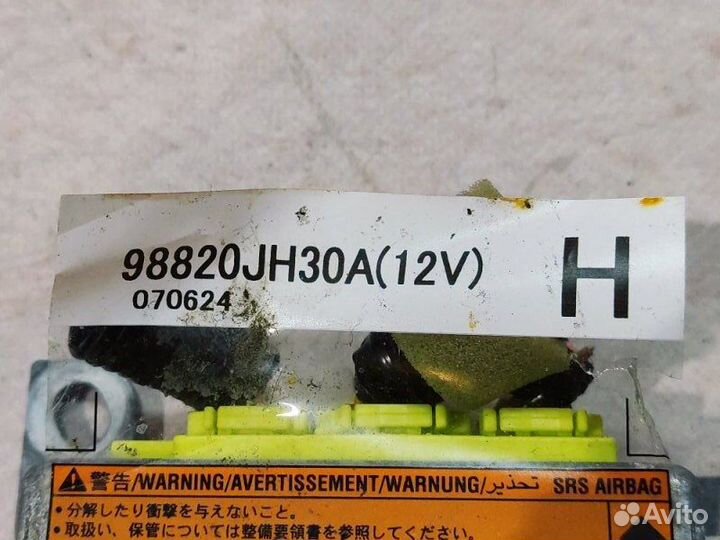 98820JH30A(12V)
070624
H
警告/WARNING/AVERTISSEMENT/WARNUNG/تحذير SRS AIRBAG
・分解したり衝撃を与えないこと。
・取扱い、保管については整備要領書を参照してください。
Avito